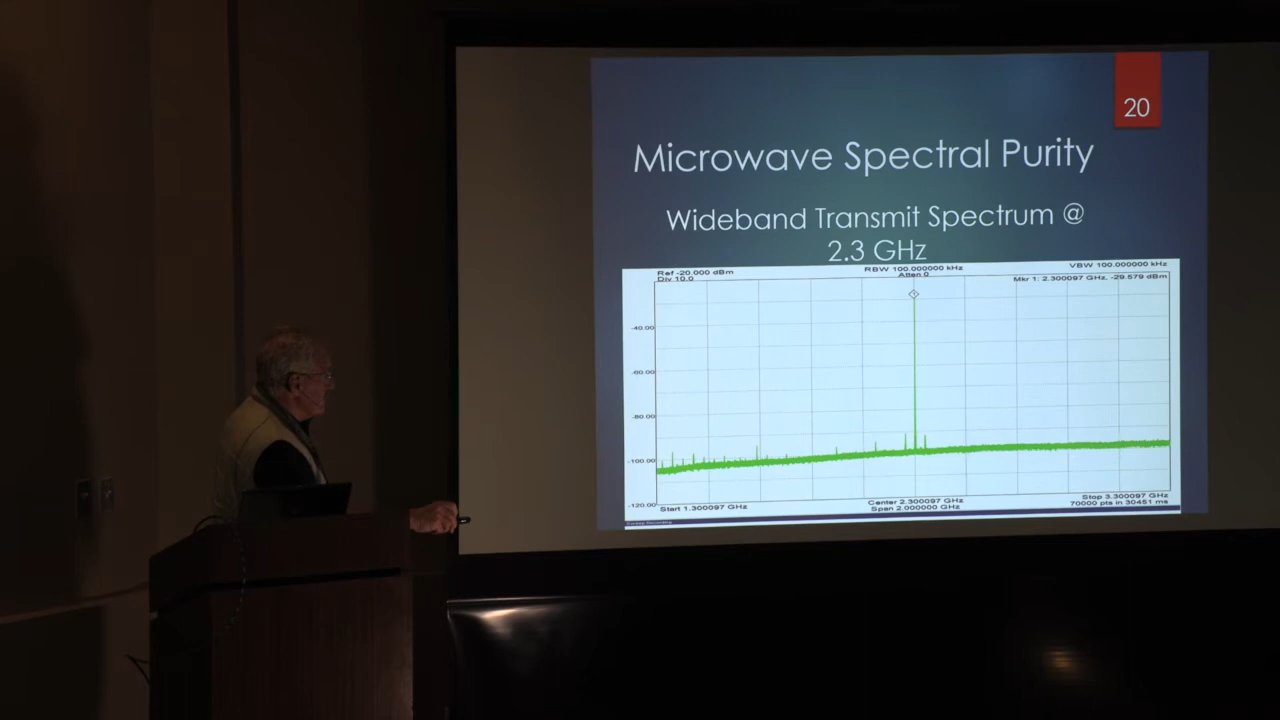 20
Microwave Spectral Purity
Wideband Transmit Spectrum @
2.3 GHz
Ref -20.000 dBm
Div 10.0
RBW 100.000000 kHz
Atten 0
VBW 100.000000 kHz
Mkr 1: 2.300097 GHz, -29.579 dBm
-40.00
-60.00
-80.00
-100.00
-120.00
Start 1.300097 GHz
Center 2.300097 GHz
Span 2.000000 GHz
Stop 3.300097 GHz
70000 pts in 30451 ms